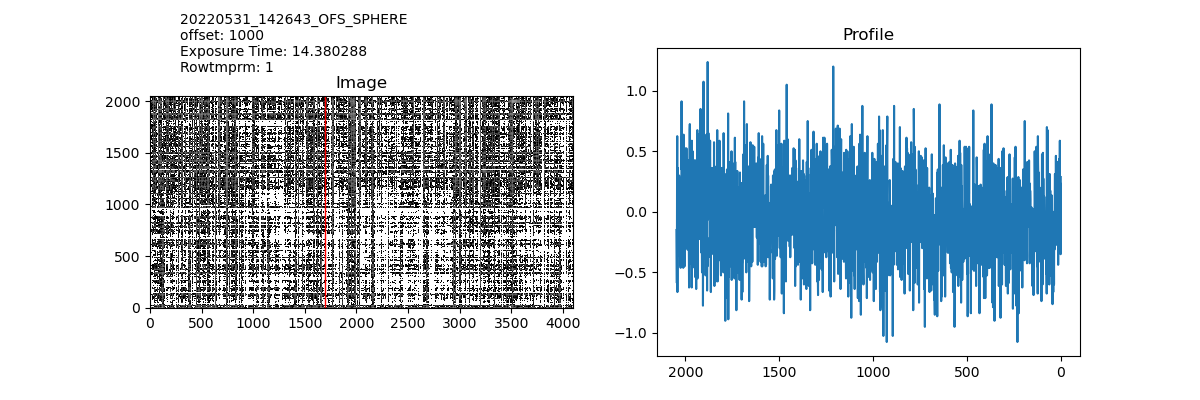 20220531_142643_OFS_SPHERE
offset: 1000
Exposure Time: 14.380288
Rowtmprm: 1
Image
2000
1500
1000
500
0
0 500 1000 1500 2000 2500 3000 3500 4000
Profile
1.0
0.5
0.0
−0.5
−1.0
2000 1500 1000 500 0